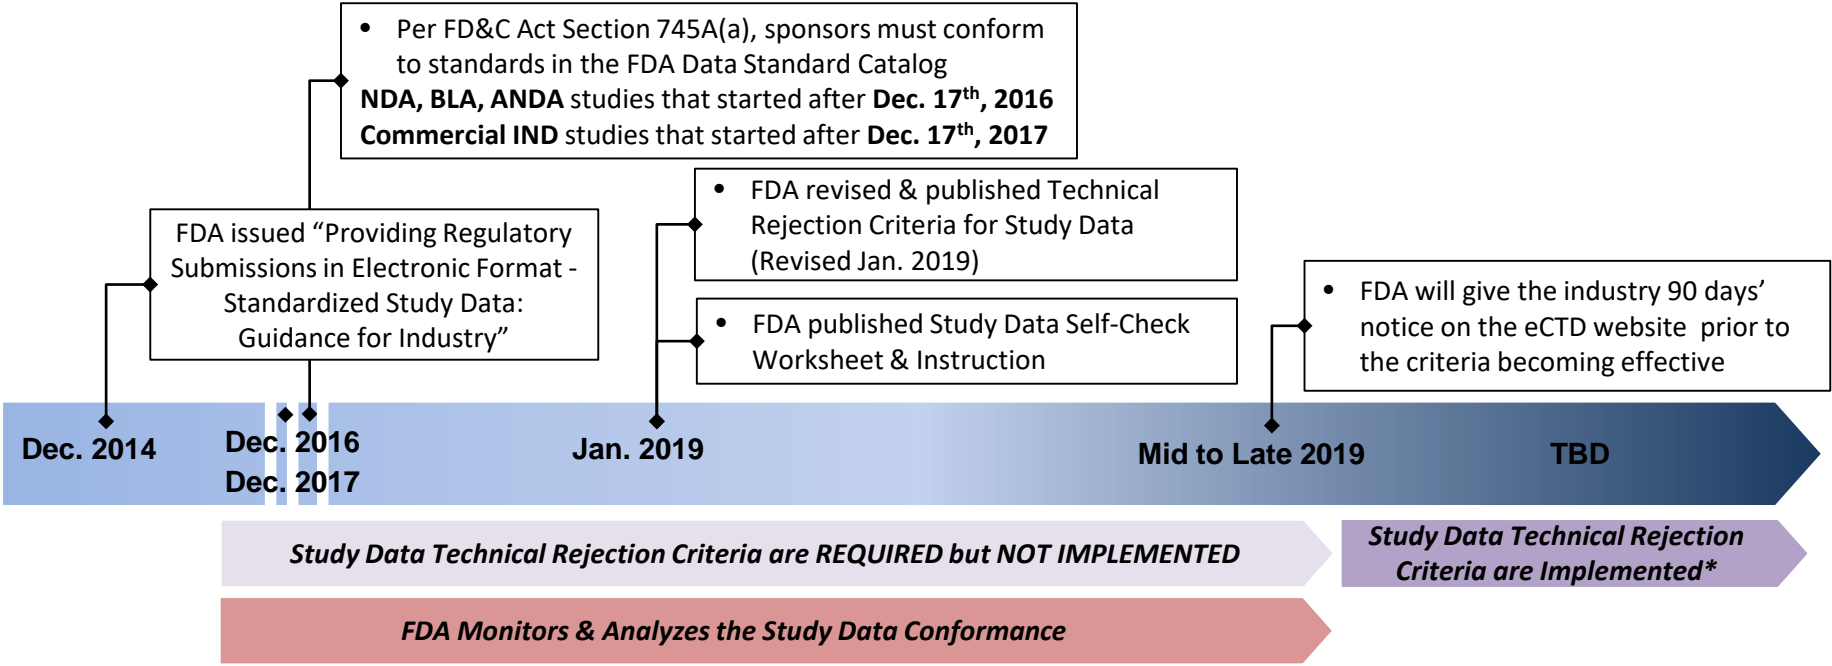 • Per FD&C Act Section 745A(a), sponsors must conform
to standards in the FDA Data Standard Catalog
NDA, BLA, ANDA studies that started after Dec. 17th, 2016
Commercial IND studies that started after Dec. 17th, 2017
FDA issued “Providing Regulatory
Submissions in Electronic Format -
Standardized Study Data:
Guidance for Industry”
• FDA revised & published Technical
Rejection Criteria for Study Data
(Revised Jan. 2019)
• FDA published Study Data Self-Check
Worksheet & Instruction
• FDA will give the industry 90 days’
notice on the eCTD website prior to
the criteria becoming effective
Dec. 2014
Dec. 2016
Dec. 2017
Jan. 2019
Mid to Late 2019
TBD
Study Data Technical Rejection Criteria are REQUIRED but NOT IMPLEMENTED
Study Data Technical Rejection
Criteria are Implemented*
FDA Monitors & Analyzes the Study Data Conformance